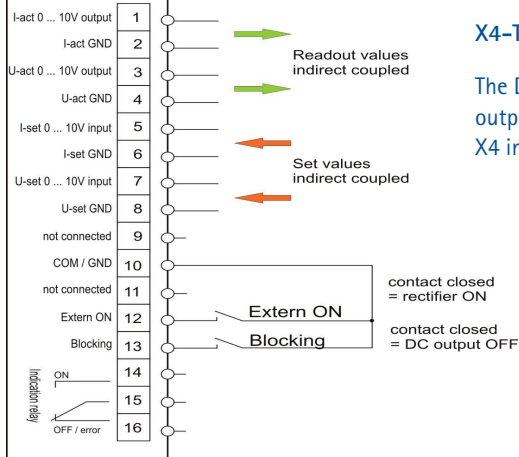 I-act 0 ... 10V output 1
I-act GND 2
U-act 0 ... 10V output 3
U-act GND 4
I-set 0 ... 10V input 5
I-set GND 6
U-set 0 ... 10V input 7
U-set GND 8
not connected 9
COM / GND 10
not connected 11
Extern ON 12
Blocking 13
14
15
16
Indication relay
ON
OFF / error
Readout values
indirect coupled
Set values
indirect coupled
Extern ON
Blocking
contact closed
= rectifier ON
contact closed
= DC output OFF
X4-T
The D
outp
X4 ir